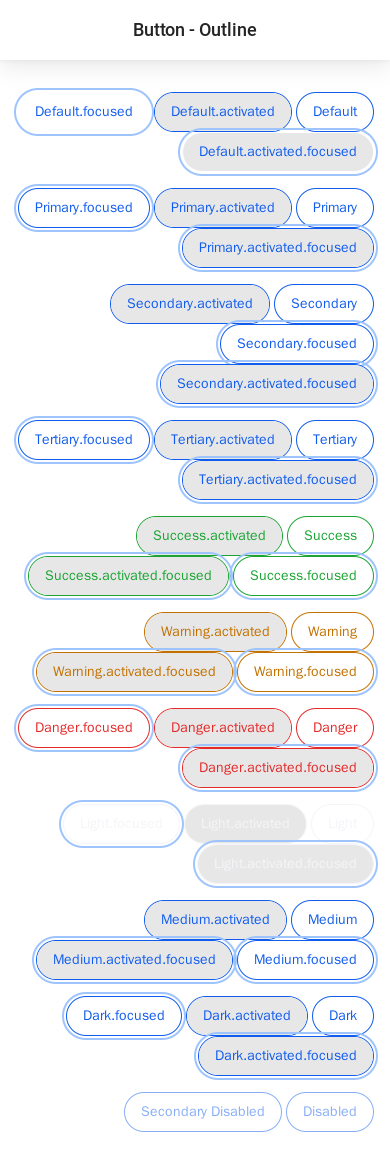 Button - Outline
Default.focused Default.activated Default
Default.activated.focused
Primary.focused Primary.activated Primary
Primary.activated.focused
Secondary.activated Secondary
Secondary.focused
Secondary.activated.focused
Tertiary.focused Tertiary.activated Tertiary
Tertiary.activated.focused
Success.activated Success
Success.activated.focused Success.focused
Warning.activated Warning
Warning.activated.focused Warning.focused
Danger.focused Danger.activated Danger
Danger.activated.focused
Light.focused Light.activated Light
Light.activated.focused
Medium.activated Medium
Medium.activated.focused Medium.focused
Dark.focused Dark.activated Dark
Dark.activated.focused
Secondary Disabled Disabled